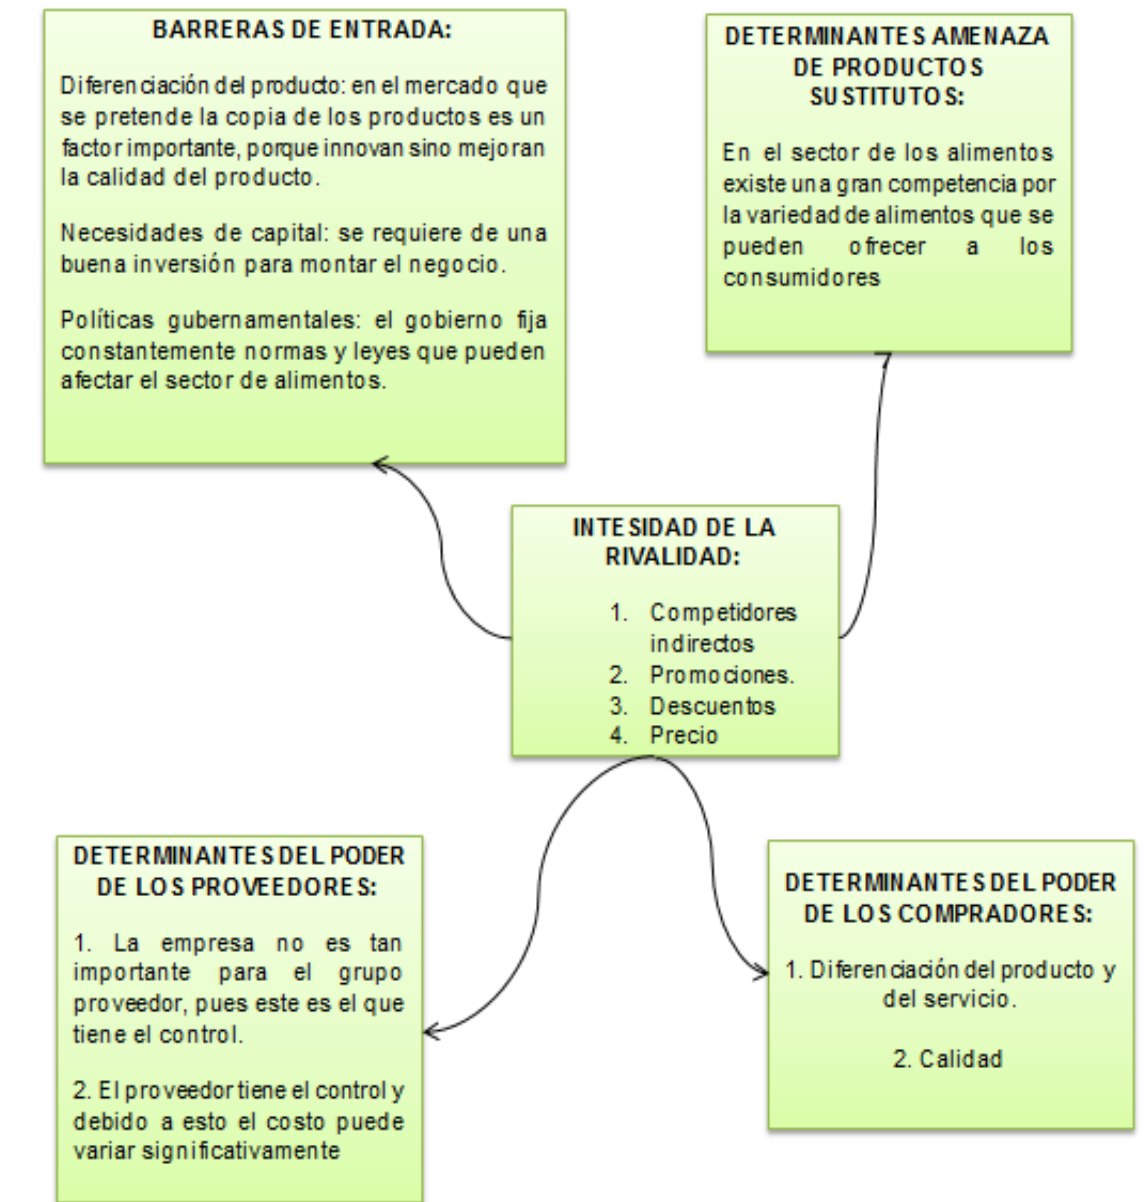 BARRERAS DE ENTRADA:
Diferenciación del producto: en el mercado que
se pretende la copia de los productos es un
factor importante, porque innovan sino mejoran
la calidad del producto.
Necesidades de capital: se requiere de una
buena inversión para montar el negocio.
Políticas gubernamentales: el gobierno fija
constantemente normas y leyes que pueden
afectar el sector de alimentos.
DETERMINANTES AMENAZA
DE PRODUCTOS
SUSTITUTOS:
En el sector de los alimentos
existe una gran competencia por
la variedad de alimentos que se
pueden ofrecer a los
consumidores
INTESIDAD DE LA
RIVALIDAD:
1. Competidores
indirectos
2. Promociones.
3. Descuentos
4. Precio
DETERMINANTES DEL PODER
DE LOS PROVEEDORES:
1. La empresa no es tan
importante para el grupo
proveedor, pues este es el que
tiene el control.
2. El proveedor tiene el control y
debido a esto el costo puede
variar significativamente
DETERMINANTES DEL PODER
DE LOS COMPRADORES:
1. Diferenciación del producto y
del servicio.
2. Calidad